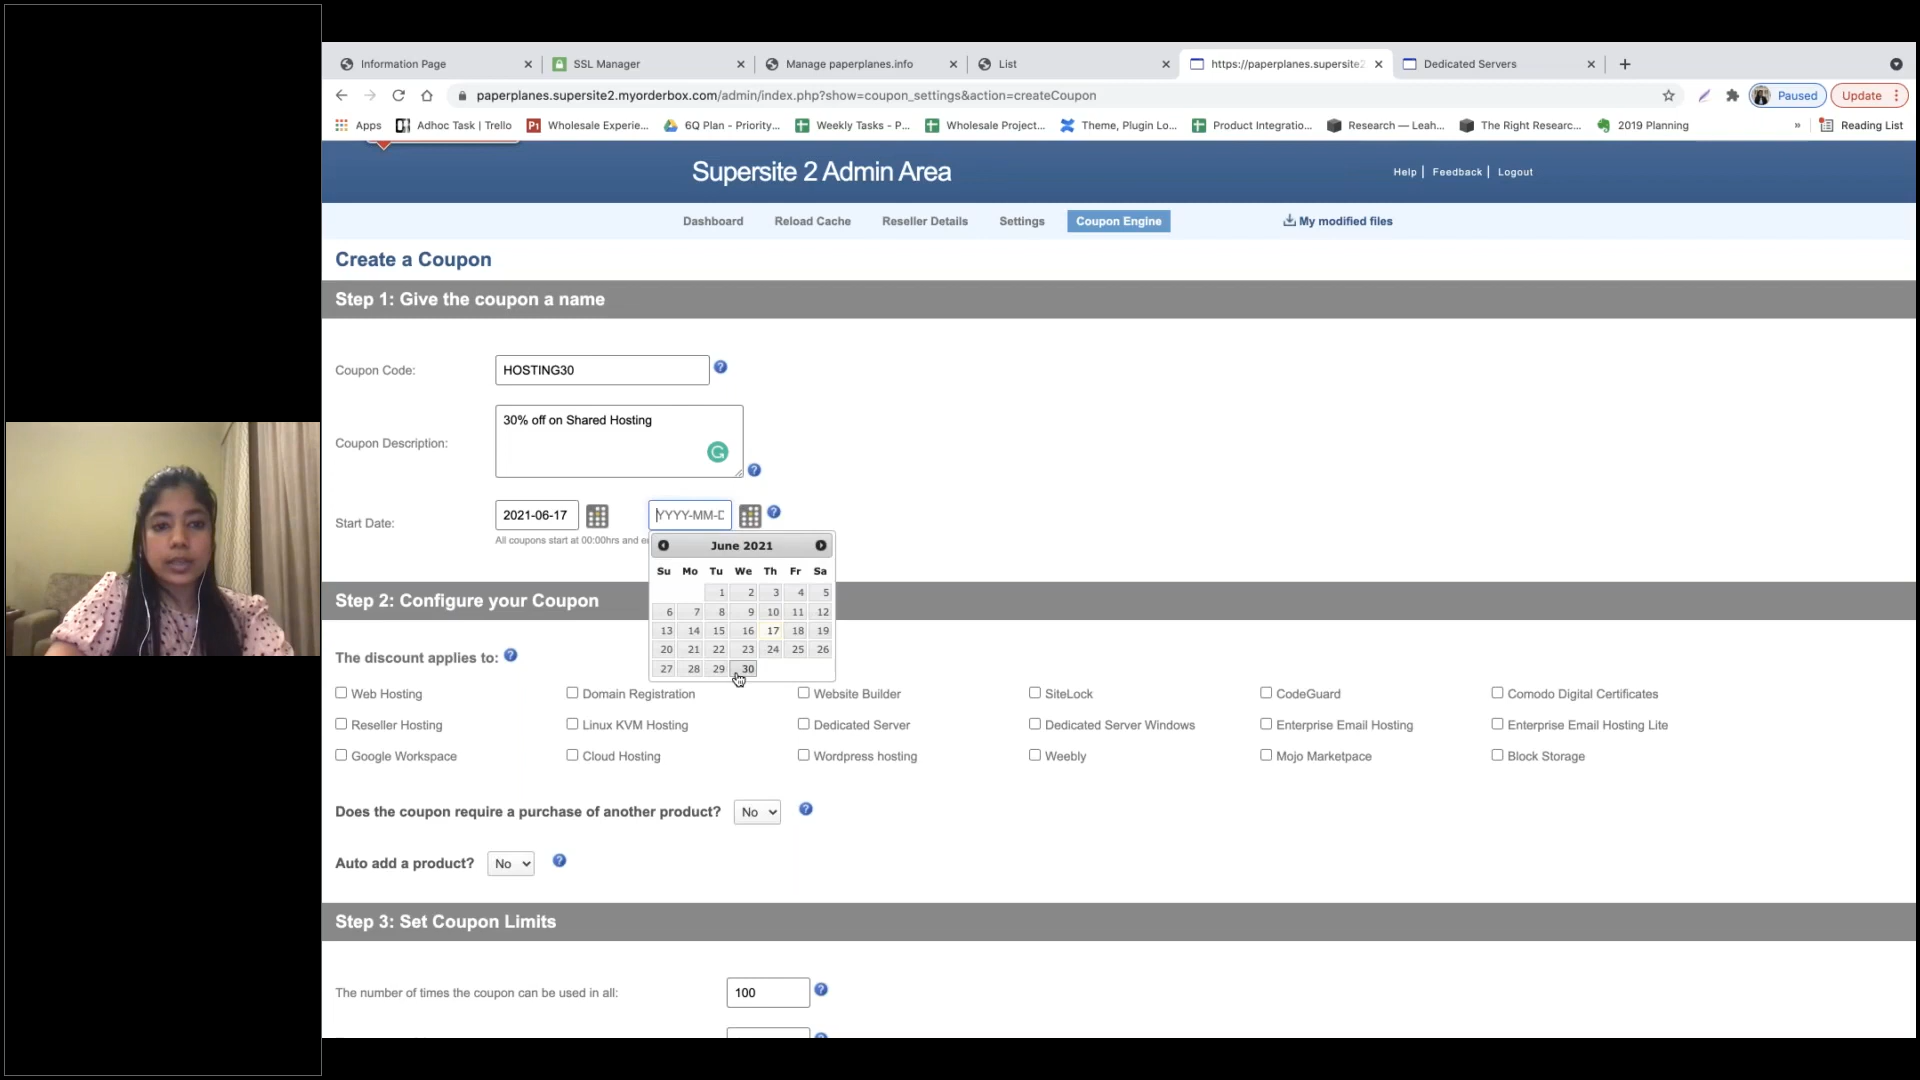 Information Page
SSL Manager
Manage paperplanes.info
List
https://paperplanes.supersite2
Dedicated Servers
paperplanes.supersite2.myorderbox.com/admin/index.php?show=coupon_settings&action=createCoupon
Paused
Update
Apps
Adhoc Task | Trello
Wholesale Experie...
6Q Plan - Priority...
Weekly Tasks - P...
Wholesale Project...
Theme, Plugin Lo...
Product Integratio...
Research — Leah...
The Right Researc...
2019 Planning
»
Reading List
Supersite 2 Admin Area
Help | Feedback | Logout
Dashboard
Reload Cache
Reseller Details
Settings
Coupon Engine
My modified files
Create a Coupon
Step 1: Give the coupon a name
Coupon Code:
HOSTING30
Coupon Description:
30% off on Shared Hosting
Start Date:
2021-06-17
YYYY-MM-D
All coupons start at 00:00hrs and
June 2021
Su Mo Tu We Th Fr Sa
1 2 3 4 5
6 7 8 9 10 11 12
13 14 15 16 17 18 19
20 21 22 23 24 25 26
27 28 29 30
Step 2: Configure your Coupon
The discount applies to:
Web Hosting
Domain Registration
Website Builder
SiteLock
CodeGuard
Comodo Digital Certificates
Reseller Hosting
Linux KVM Hosting
Dedicated Server
Dedicated Server Windows
Enterprise Email Hosting
Enterprise Email Hosting Lite
Google Workspace
Cloud Hosting
Wordpress hosting
Weebly
Mojo Marketpace
Block Storage
Does the coupon require a purchase of another product?
No
Auto add a product?
No
Step 3: Set Coupon Limits
The number of times the coupon can be used in all:
100